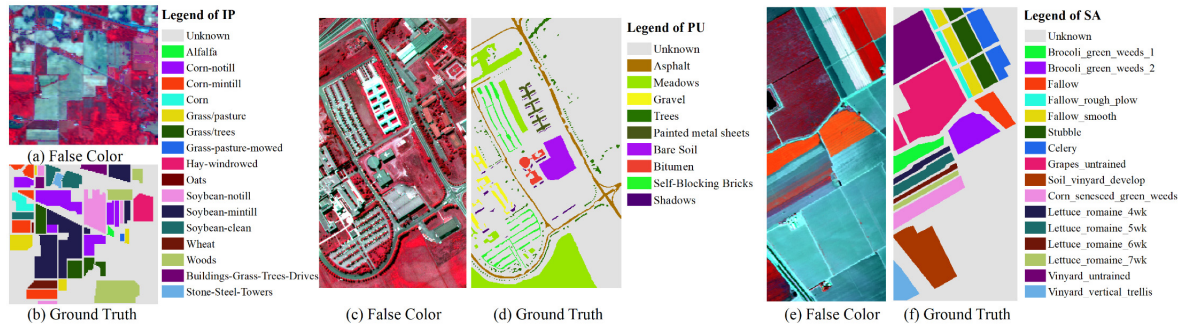 Legend of IP
Unknown
Alfalfa
Corn-notill
Corn-mintill
Corn
Grass/pasture
Grass/trees
Grass-pasture-mowed
Hay-windrowed
Oats
Soybean-notill
Soybean-mintill
Soybean-clean
Wheat
Woods
Buildings-Grass-Trees-Drives
Stone-Steel-Towers
(a) False Color
(b) Ground Truth
Legend of PU
Unknown
Asphalt
Meadows
Gravel
Trees
Painted metal sheets
Bare Soil
Bitumen
Self-Blocking Bricks
Shadows
(c) False Color
(d) Ground Truth
Legend of SA
Unknown
Brocoli_green_weeds_1
Brocoli_green_weeds_2
Fallow
Fallow_rough_plow
Fallow_smooth
Stubble
Celery
Grapes_untrained
Soil_vinyard_develop
Corn_senesced_green_weeds
Lettuce_romaine_4wk
Lettuce_romaine_5wk
Lettuce_romaine_6wk
Lettuce_romaine_7wk
Vinyard_untrained
Vinyard_vertical_trellis
(e) False Color
(f) Ground Truth